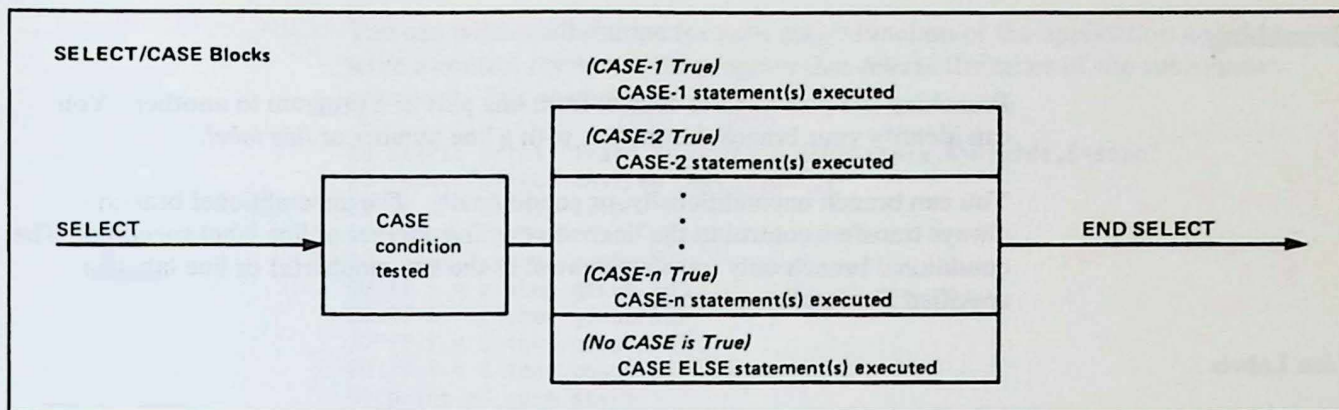 SELECT/CASE Blocks
(CASE-1 True)
CASE-1 statement(s) executed
(CASE-2 True)
CASE-2 statement(s) executed
SELECT
CASE
condition
tested
END SELECT
(CASE-n True)
CASE-n statement(s) executed
(No CASE is True)
CASE ELSE statement(s) executed